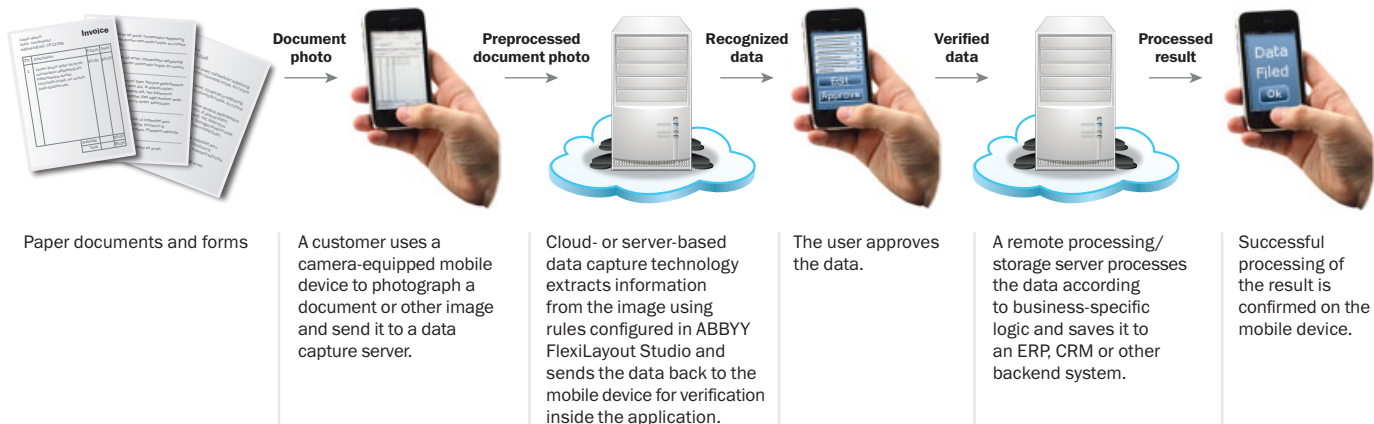 Invoice
Document
photo
Preprocessed
document photo
Recognized
data
Verified
data
Processed
result
Edit
Approve
Data
Filed
Ok
Paper documents and forms
A customer uses a
camera-equipped mobile
device to photograph a
document or other image
and send it to a data
capture server.
Cloud- or server-based
data capture technology
extracts information
from the image using
rules configured in ABBYY
FlexiLayout Studio and
sends the data back to the
mobile device for verification
inside the application.
The user approves
the data.
A remote processing/
storage server processes
the data according
to business-specific
logic and saves it to
an ERP, CRM or other
backend system.
Successful
processing of
the result is
confirmed on the
mobile device.